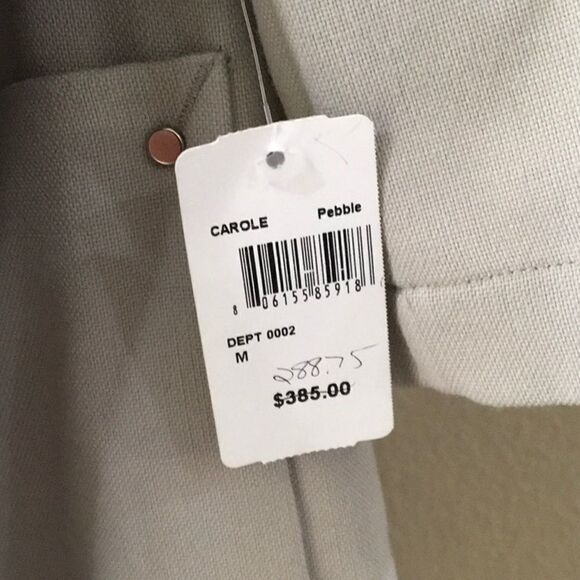 CAROLE Pebble
8 06155 85918
DEPT 0002
M
288.75
$385.00